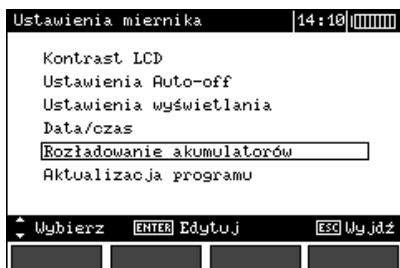 Ustawienia miernika 14:10
Kontrast LCD
Ustawienia Auto-off
Ustawienia wyświetlania
Data/czas
Rozładowanie akumulatorów
Aktualizacja programu
Wybierz ENTER Edytuj ESC Wyjdź